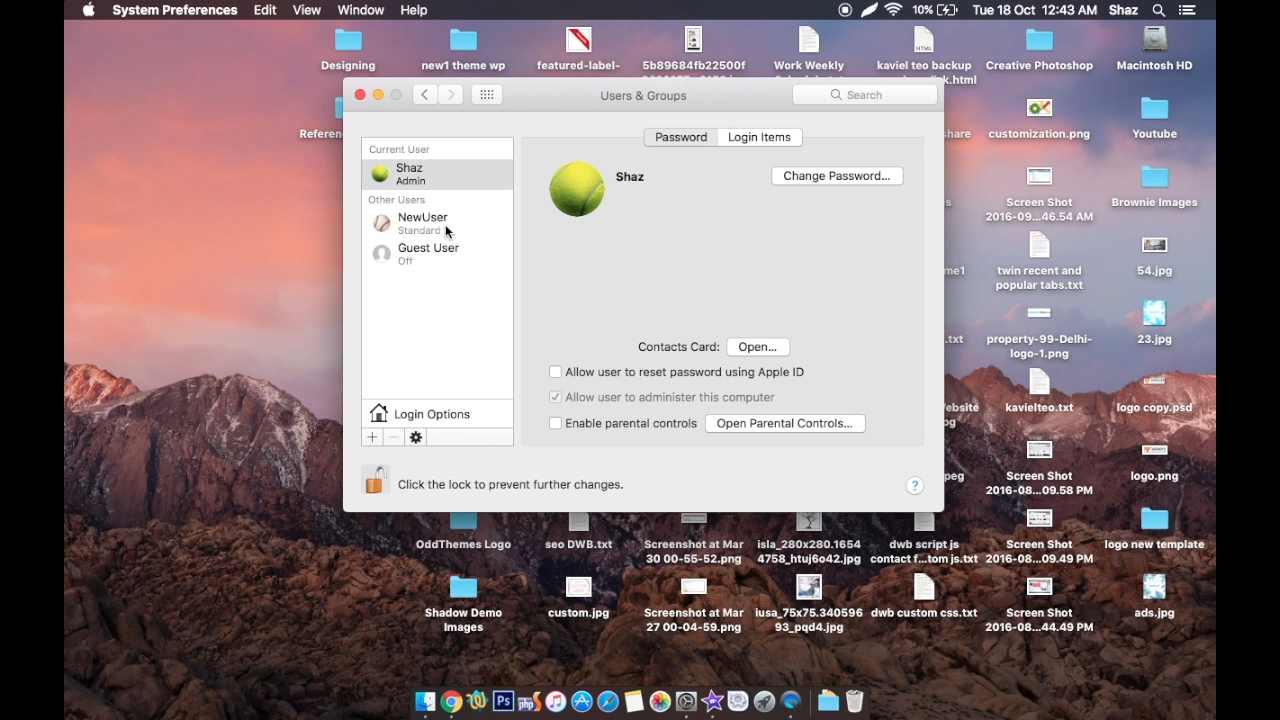 System Preferences Edit View Window Help
10% Tue 18 Oct 12:43 AM Shaz
Designing
new1 theme wp
featured-label-
5b89684fb22500f
Work Weekly
kaviel teo backup
Creative Photoshop
Macintosh HD
Users & Groups
Search
customization.png
Youtube
Password
Login Items
Current User
Shaz
Admin
Other Users
NewUser
Standard
Guest User
Off
Login Options
Shaz
Change Password...
Contacts Card:
Open...
Allow user to reset password using Apple ID
Allow user to administer this computer
Enable parental controls
Open Parental Controls...
Click the lock to prevent further changes.
?
Screen Shot
2016-09...46.54 AM
Brownie Images
twin recent and
popular tabs.txt
54.jpg
property-99-Delhi-
logo-1.png
23.jpg
kavielteo.txt
logo copy.psd
Screen Shot
2016-08...09.58 PM
logo.png
OddThemes Logo
seo DWB.txt
Screenshot at Mar
30 00-55-52.png
isla_280x280.1654
4758_htuj6o42.jpg
dwb script js
contact f...tom js.txt
Screen Shot
2016-08...09.49 PM
logo new template
Shadow Demo
Images
custom.jpg
Screenshot at Mar
27 00-04-59.png
iusa_75x75.340596
93_pqd4.jpg
dwb custom css.txt
Screen Shot
2016-08...44.49 PM
ads.jpg
Ps
php